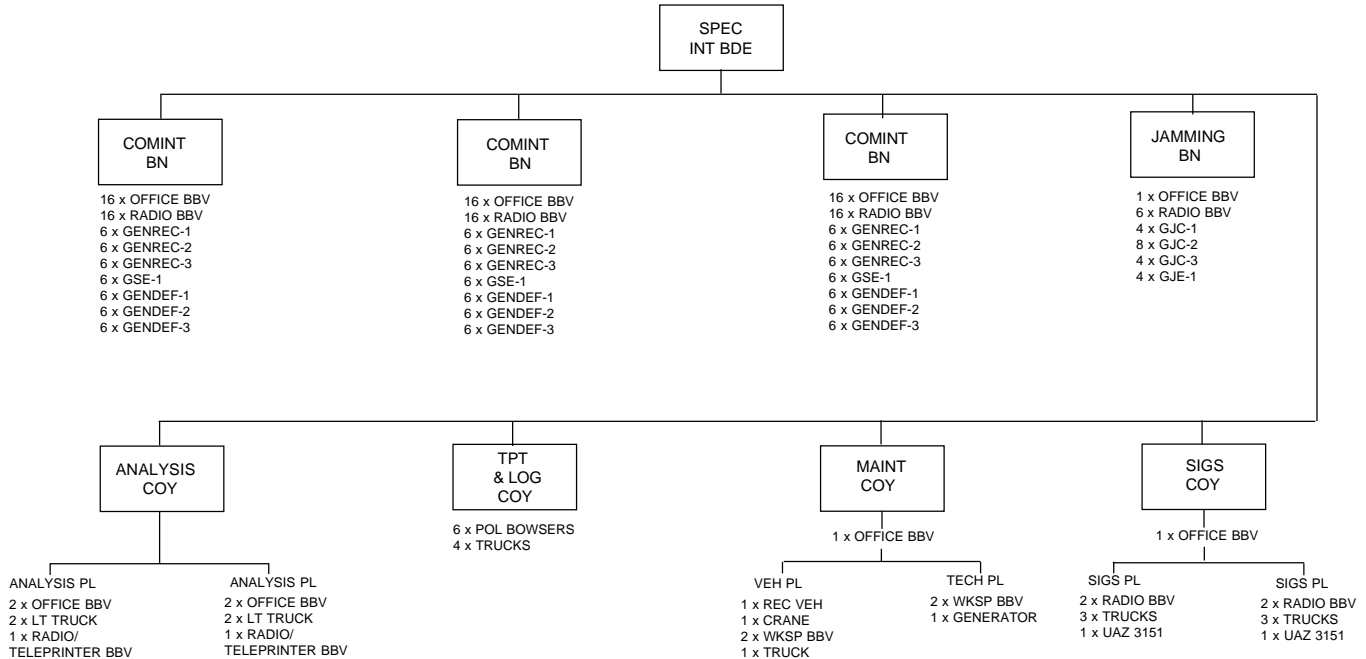 SPEC
INT BDE
COMINT
BN
16 x OFFICE BBV
16 x RADIO BBV
6 x GENREC-1
6 x GENREC-2
6 x GENREC-3
6 x GSE-1
6 x GENDEF-1
6 x GENDEF-2
6 x GENDEF-3
COMINT
BN
16 x OFFICE BBV
16 x RADIO BBV
6 x GENREC-1
6 x GENREC-2
6 x GENREC-3
6 x GSE-1
6 x GENDEF-1
6 x GENDEF-2
6 x GENDEF-3
COMINT
BN
16 x OFFICE BBV
16 x RADIO BBV
6 x GENREC-1
6 x GENREC-2
6 x GENREC-3
6 x GSE-1
6 x GENDEF-1
6 x GENDEF-2
6 x GENDEF-3
JAMMING
BN
1 x OFFICE BBV
6 x RADIO BBV
4 x GJC-1
8 x GJC-2
4 x GJC-3
4 x GJE-1
ANALYSIS
COY
ANALYSIS PL
2 x OFFICE BBV
2 x LT TRUCK
1 x RADIO/
TELEPRINTER BBV
ANALYSIS PL
2 x OFFICE BBV
2 x LT TRUCK
1 x RADIO/
TELEPRINTER BBV
TPT
& LOG
COY
6 x POL BOWSERS
4 x TRUCKS
MAINT
COY
1 x OFFICE BBV
VEH PL
1 x REC VEH
1 x CRANE
2 x WKSP BBV
1 x TRUCK
TECH PL
2 x WKSP BBV
1 x GENERATOR
SIGS
COY
1 x OFFICE BBV
SIGS PL
2 x RADIO BBV
3 x TRUCKS
1 x UAZ 3151
SIGS PL
2 x RADIO BBV
3 x TRUCKS
1 x UAZ 3151